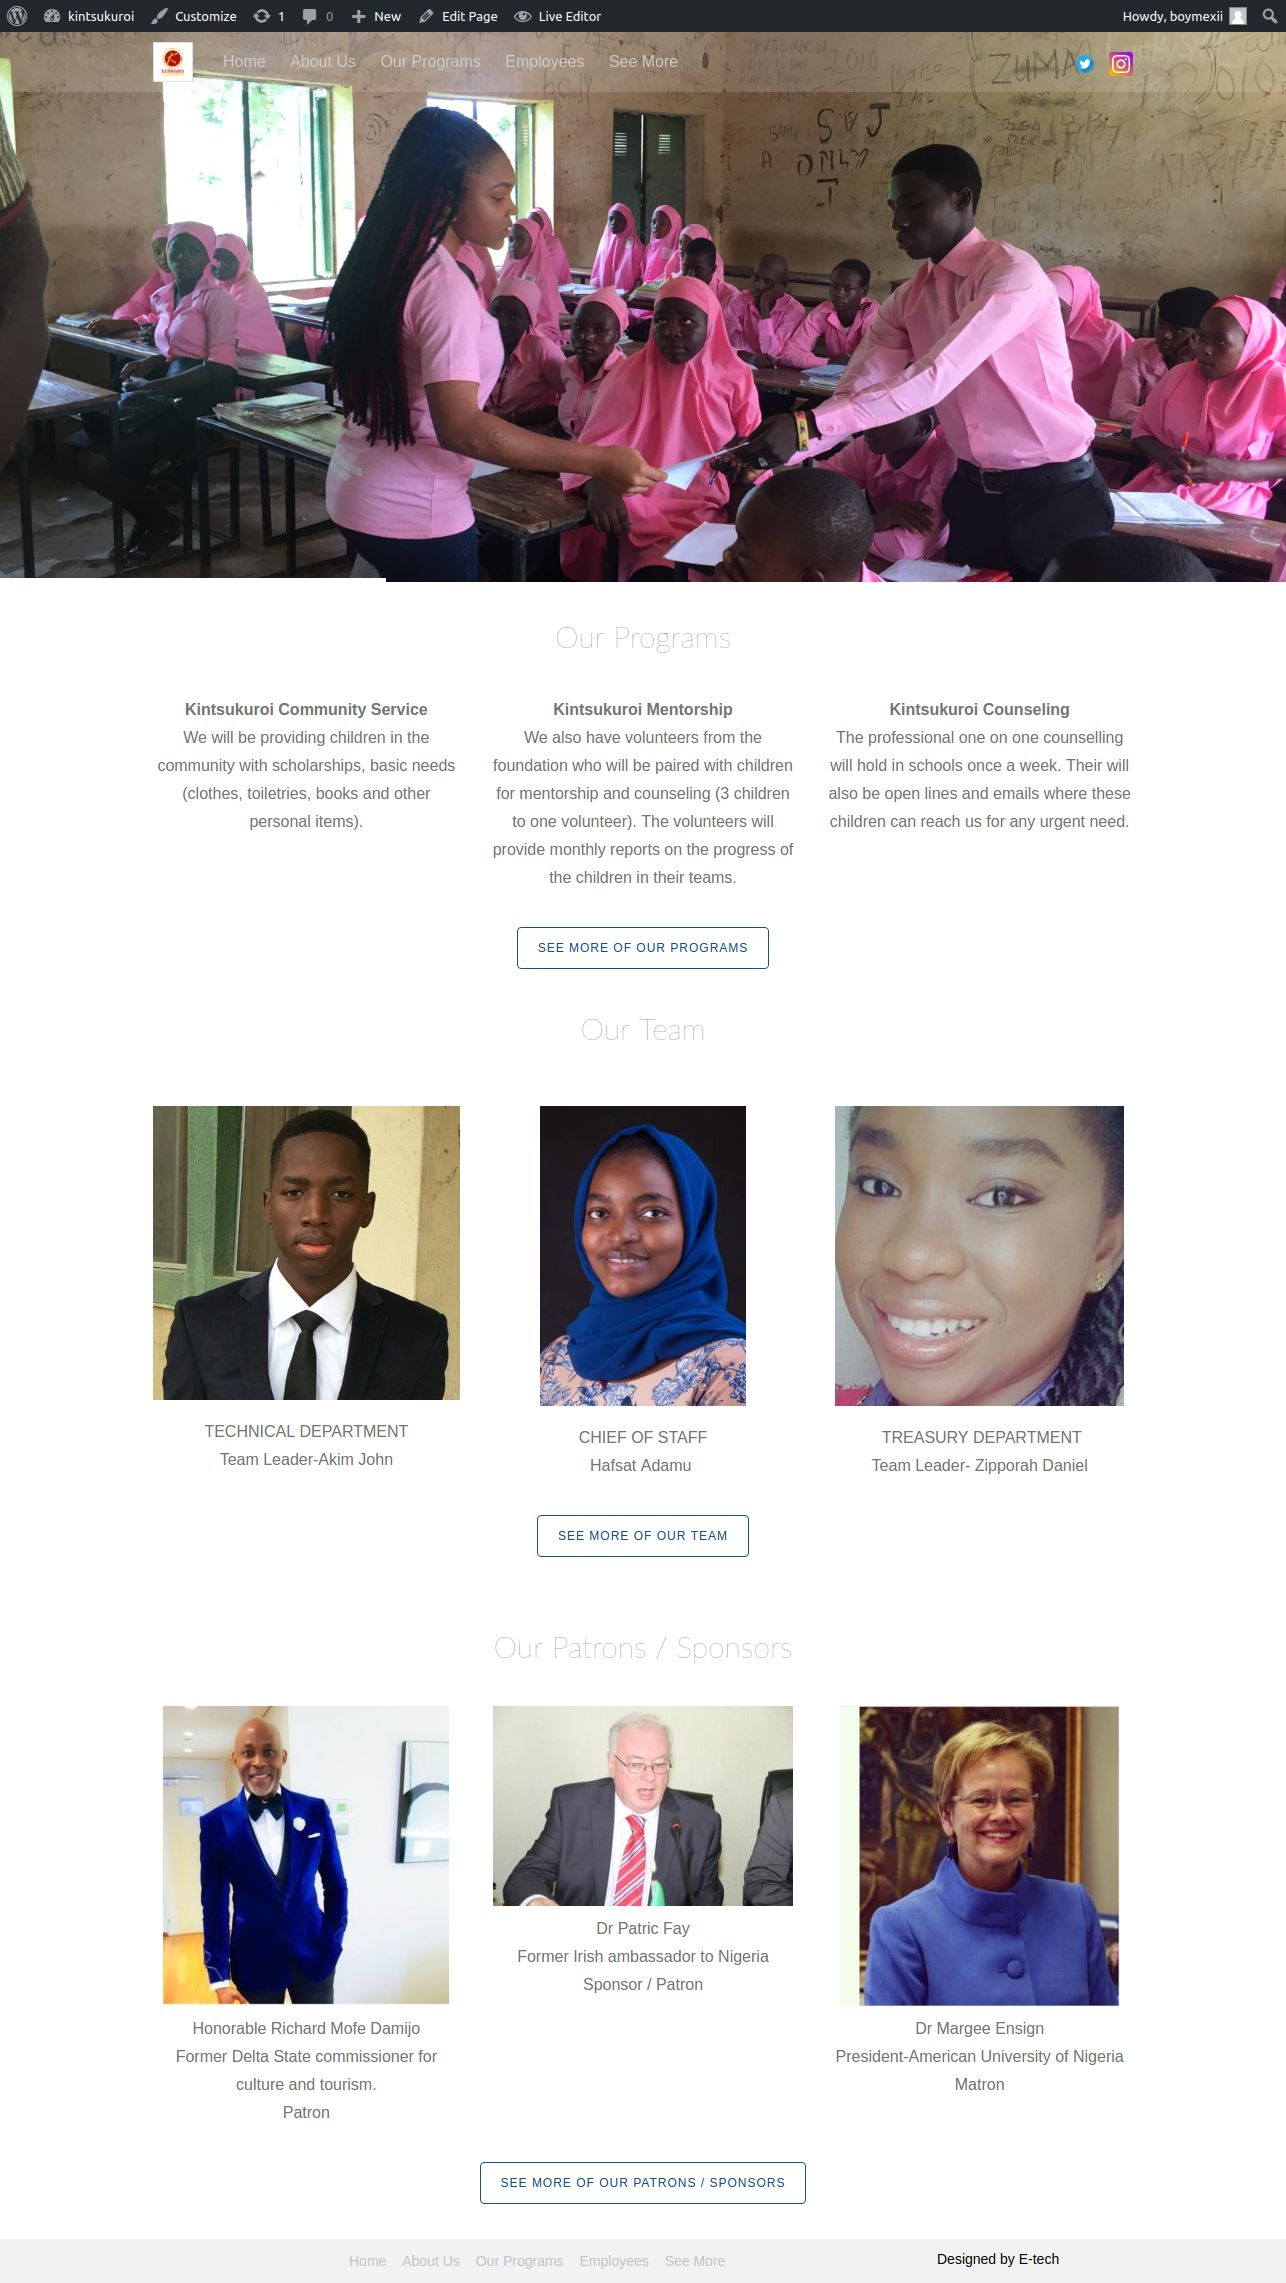 kintsukuroi Customize 1 0 New Edit Page Live Editor Howdy, boymexii
Home About Us Our Programs Employees See More
ZUMA
S & J
ONLY
I
Our Programs
Kintsukuroi Community Service
We will be providing children in the
community with scholarships, basic needs
(clothes, toiletries, books and other
personal items).
Kintsukuroi Mentorship
We also have volunteers from the
foundation who will be paired with children
for mentorship and counseling (3 children
to one volunteer). The volunteers will
provide monthly reports on the progress of
the children in their teams.
Kintsukuroi Counseling
The professional one on one counselling
will hold in schools once a week. Their will
also be open lines and emails where these
children can reach us for any urgent need.
SEE MORE OF OUR PROGRAMS
Our Team
TECHNICAL DEPARTMENT
Team Leader-Akim John
CHIEF OF STAFF
Hafsat Adamu
TREASURY DEPARTMENT
Team Leader- Zipporah Daniel
SEE MORE OF OUR TEAM
Our Patrons / Sponsors
Honorable Richard Mofe Damijo
Former Delta State commissioner for
culture and tourism.
Patron
Dr Patric Fay
Former Irish ambassador to Nigeria
Sponsor / Patron
Dr Margee Ensign
President-American University of Nigeria
Matron
SEE MORE OF OUR PATRONS / SPONSORS
Home About Us Our Programs Employees See More
Designed by E-tech